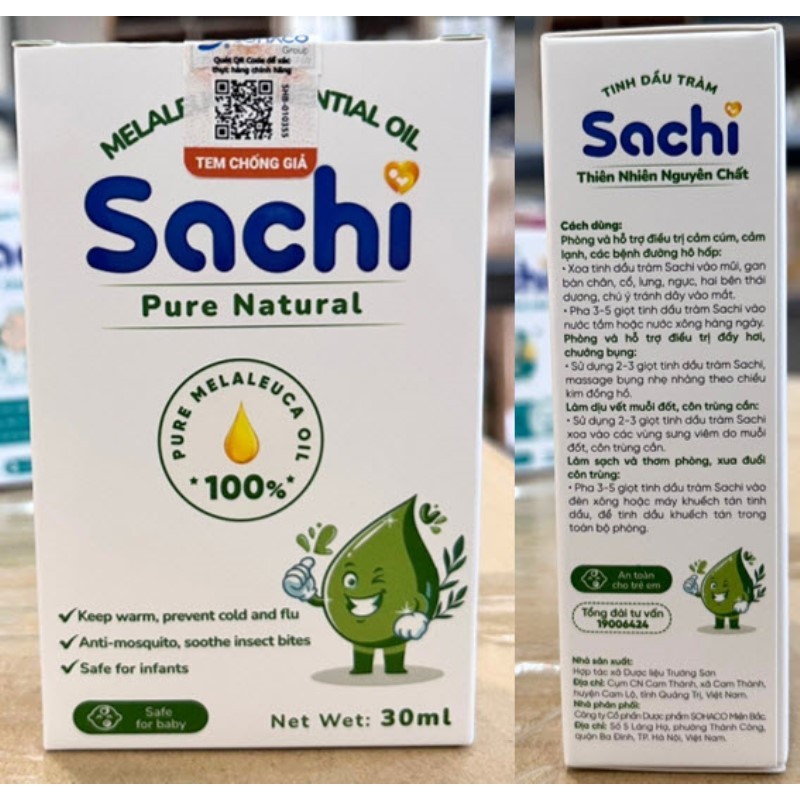 Group
Quét QR Code để xác
thực hàng chính hãng
SHB-010355
TEM CHỐNG GIẢ
OIL
Sachi
Pure Natural
PURE MELALEUCA OIL
100%
Keep warm, prevent cold and flu
Anti-mosquito, soothe insect bites
Safe for infants
Safe
for baby
Net Wet: 30ml
TINH DẦU TRÀM
Sachi
Thiên Nhiên Nguyên Chất
Cách dùng:
Phòng và hỗ trợ điều trị cảm cúm, cảm
lạnh, các bệnh đường hô hấp:
• Xoa tinh dầu tràm Sachi vào mũi, gan
bàn chân, cổ, lưng, ngực, hai bên thái
dương, chú ý tránh dây vào mắt.
• Pha 3-5 giọt tinh dầu tràm Sachi vào
nước tắm hoặc nước xông hàng ngày.
Phòng và hỗ trợ điều trị đầy hơi,
chướng bụng:
• Sử dụng 2-3 giọt tinh dầu tràm Sachi,
massage bụng nhẹ nhàng theo chiều
kim đồng hồ.
Làm dịu vết muỗi đốt, côn trùng cắn:
• Sử dụng 2-3 giọt tinh dầu tràm Sachi
xoa vào các vùng sưng viêm do muỗi
đốt, côn trùng cắn.
Làm sạch và thơm phòng, xua đuổi
côn trùng:
• Pha 3-5 giọt tinh dầu tràm Sachi vào
đèn xông hoặc máy khuếch tán tinh
dầu, để tinh dầu khuếch tán trong
toàn bộ phòng.
An toàn
cho trẻ em
Tổng đài tư vấn
19006424
Nhà sản xuất:
Hợp tác xã Dược liệu Trường Sơn
Địa chỉ: Cụm CN Cam Thành, xã Cam Thành,
huyện Cam Lộ, tỉnh Quảng Trị, Việt Nam.
Nhà phân phối:
Công ty Cổ phần Dược phẩm SOHACO Miền Bắc.
Địa chỉ: Số 5 Láng Hạ, phường Thành Công,
quận Ba Đình, TP. Hà Nội, Việt Nam.